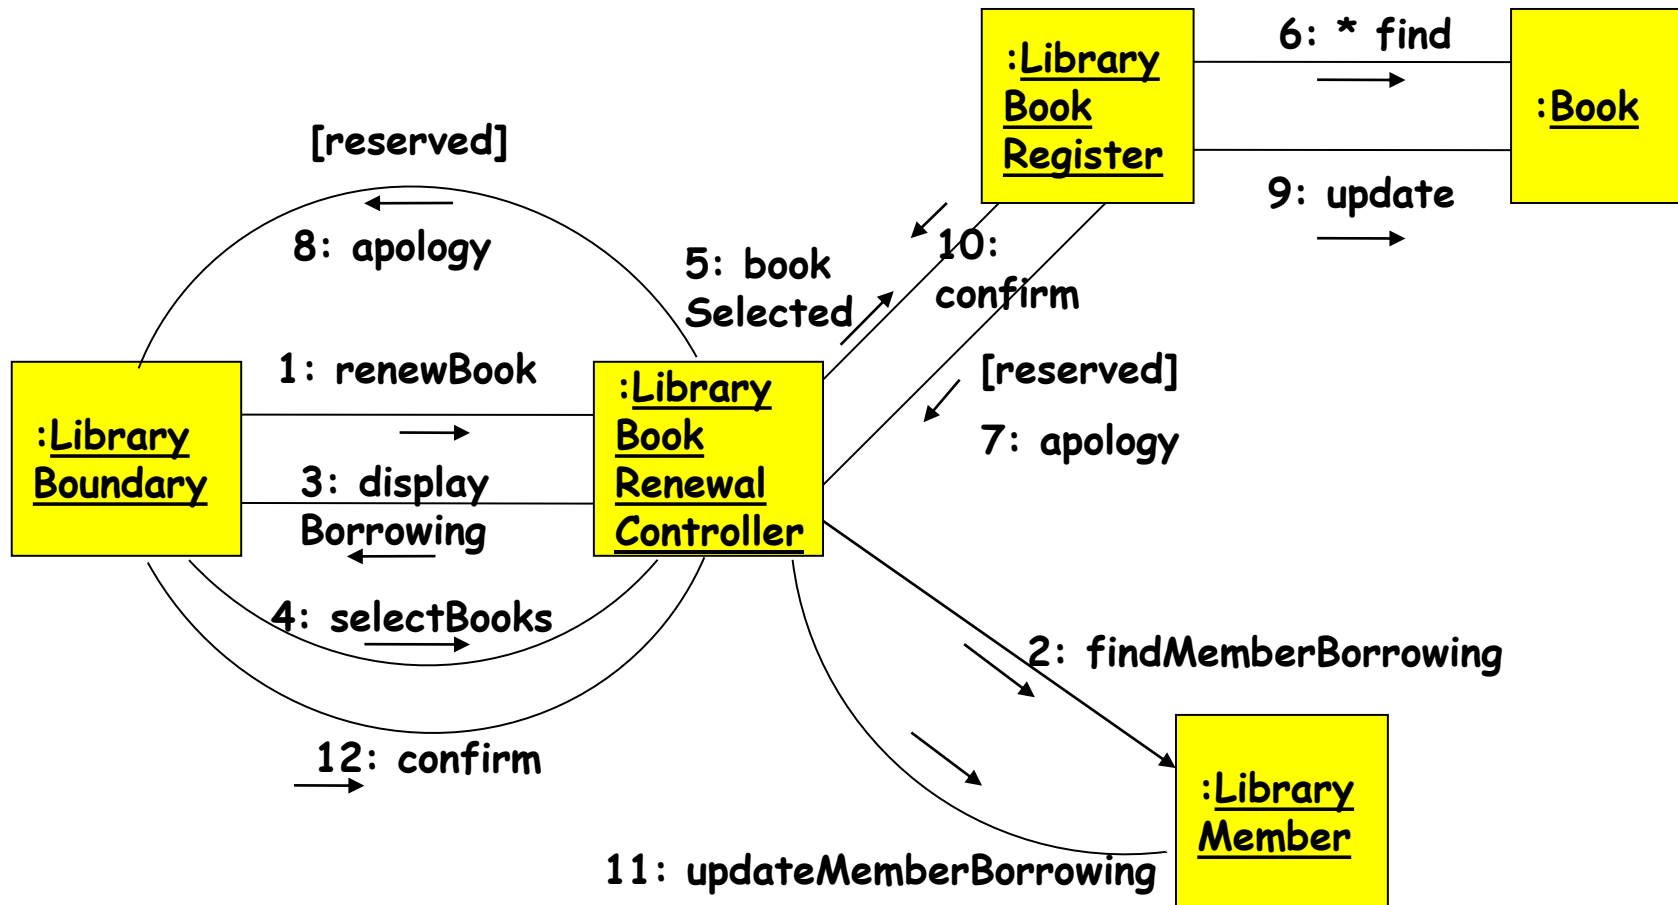 :Library
Book
Register
6: * find
:Book
9: update
[reserved]
8: apology
5: book
Selected
10:
confirm
[reserved]
7: apology
1: renewBook
:Library
Boundary
3: display
Borrowing
:Library
Book
Renewal
Controller
4: selectBooks
12: confirm
2: findMemberBorrowing
:Library
Member
11: updateMemberBorrowing